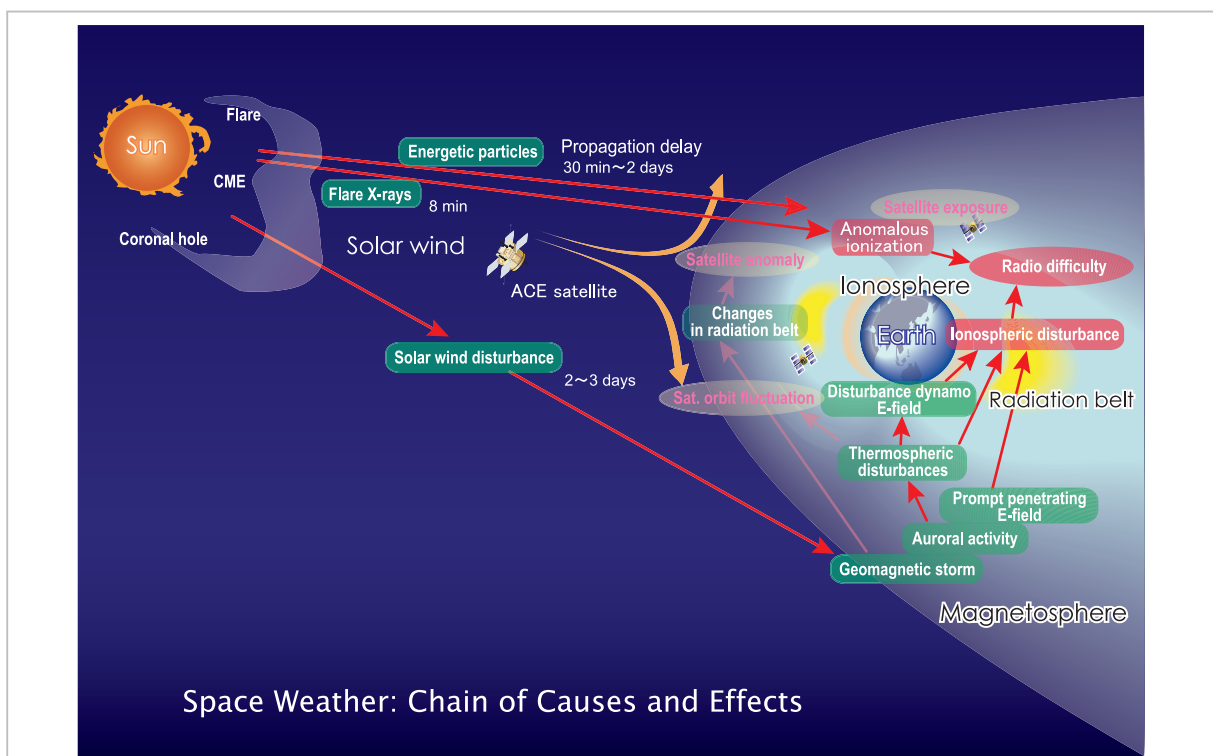 Flare
Sun
CME
Coronal hole
Energetic particles
Propagation delay
30 min~2 days
Flare X-rays
8 min
Solar wind
ACE satellite
Solar wind disturbance
2~3 days
Satellite exposure
Anomalous
ionization
Satellite anomaly
Radio difficulty
Ionosphere
Changes
in radiation belt
Earth
Ionospheric disturbance
Sat. orbit fluctuation
Disturbance dynamo
E-field
Radiation belt
Thermospheric
disturbances
Prompt penetrating
E-field
Auroral activity
Geomagnetic storm
Magnetosphere
Space Weather: Chain of Causes and Effects